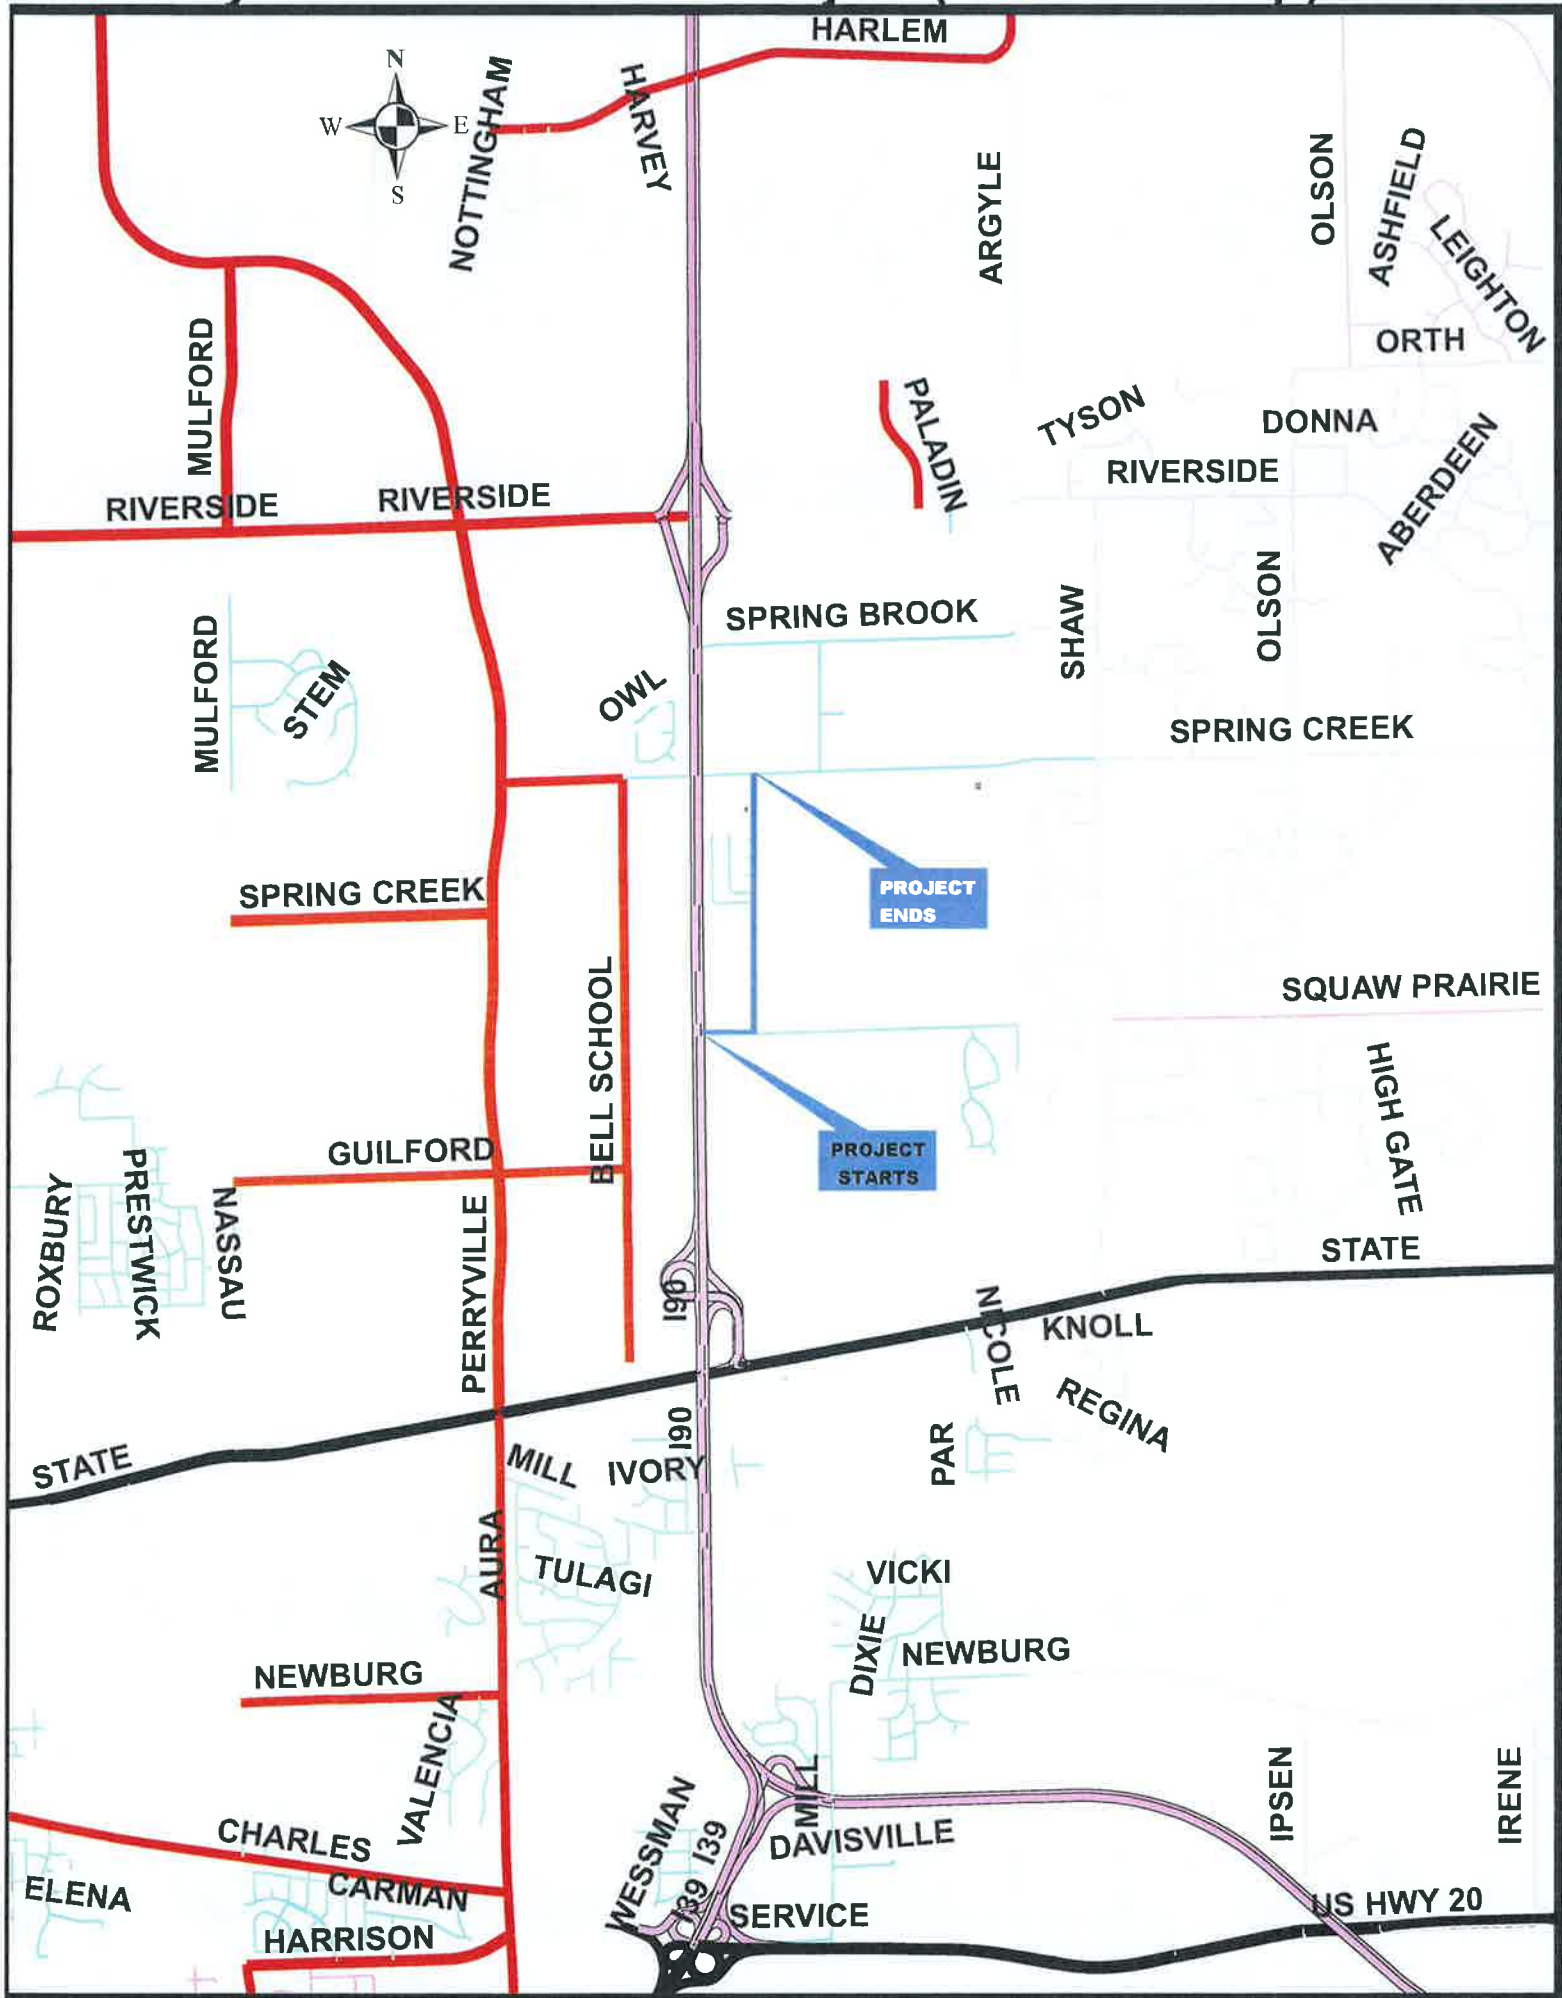 HARLEM
N
W
E
S
NOTTINGHAM
HARVEY
ARGYLE
OLSON
ASHFIELD
LEIGHTON
ORTH
MULFORD
PALADIN
TYSON
DONNA
ABERDEEN
RIVERSIDE
RIVERSIDE
RIVERSIDE
MULFORD
STEM
OWL
SPRING BROOK
SHAW
OLSON
SPRING CREEK
SPRING CREEK
PROJECT
ENDS
BELL SCHOOL
SQUAW PRAIRIE
HIGH GATE
GUILFORD
PROJECT
STARTS
ROXBURY
PRESTWICK
NASSAU
PERRYVILLE
I90
STATE
NICOLE
KNOLL
REGINA
STATE
I90
MILL
IVORY
PAR
AURA
TULAGI
VICKI
DIXIE
NEWBURG
NEWBURG
VALENCIA
MILL
IPSEN
IRENE
CHARLES
WESSMAN
I39
DAVISVILLE
ELENA
CARMAN
I39
SERVICE
US HWY 20
HARRISON